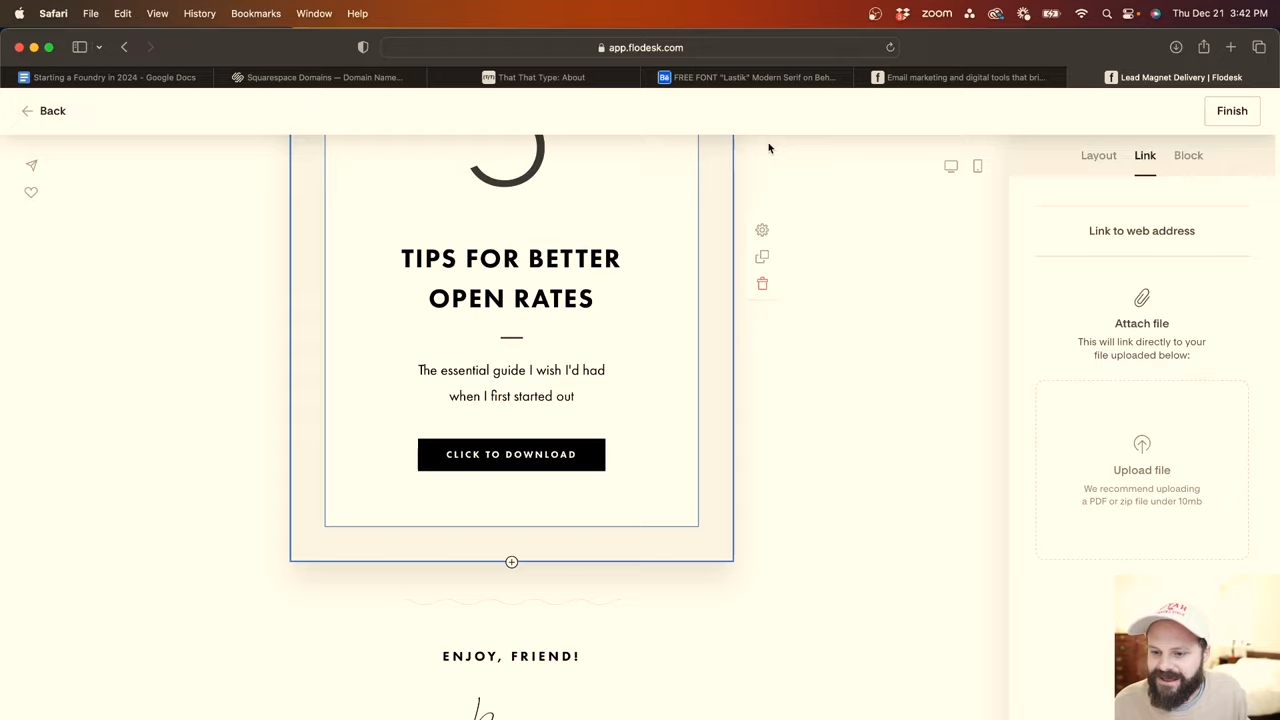 Safari File Edit View History Bookmarks Window Help
zoom
Thu Dec 21 3:42 PM
app.flodesk.com
Starting a Foundry in 2024 - Google Docs
Squarespace Domains — Domain Name...
That That Type: About
FREE FONT "Lastik" Modern Serif on Beh...
Email marketing and digital tools that bri...
Lead Magnet Delivery | Flodesk
Back
Finish
Layout Link Block
5
TIPS FOR BETTER
OPEN RATES
The essential guide I wish I'd had
when I first started out
CLICK TO DOWNLOAD
ENJOY, FRIEND!
Link to web address
Attach file
This will link directly to your
file uploaded below:
Upload file
We recommend uploading
a PDF or zip file under 10mb